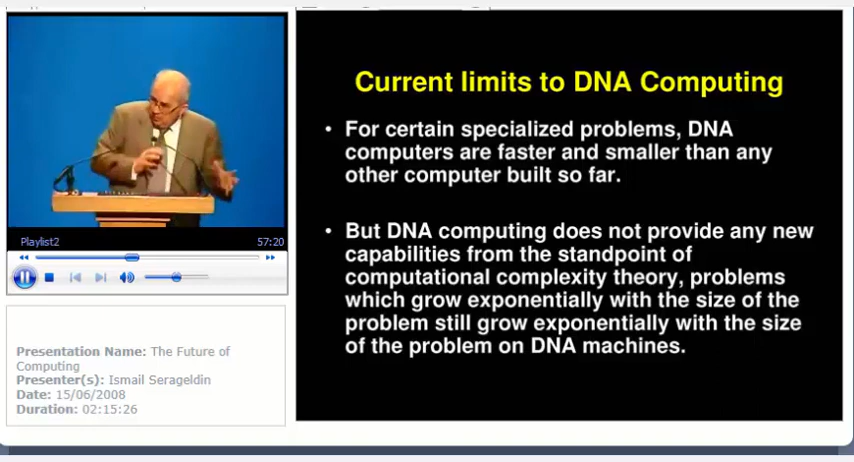 Current limits to DNA Computing
• For certain specialized problems, DNA
computers are faster and smaller than any
other computer built so far.
• But DNA computing does not provide any new
capabilities from the standpoint of
computational complexity theory, problems
which grow exponentially with the size of the
problem still grow exponentially with the size
of the problem on DNA machines.
Playlist2 57:20
Presentation Name: The Future of
Computing
Presenter(s): Ismail Serageldin
Date: 15/06/2008
Duration: 02:15:26